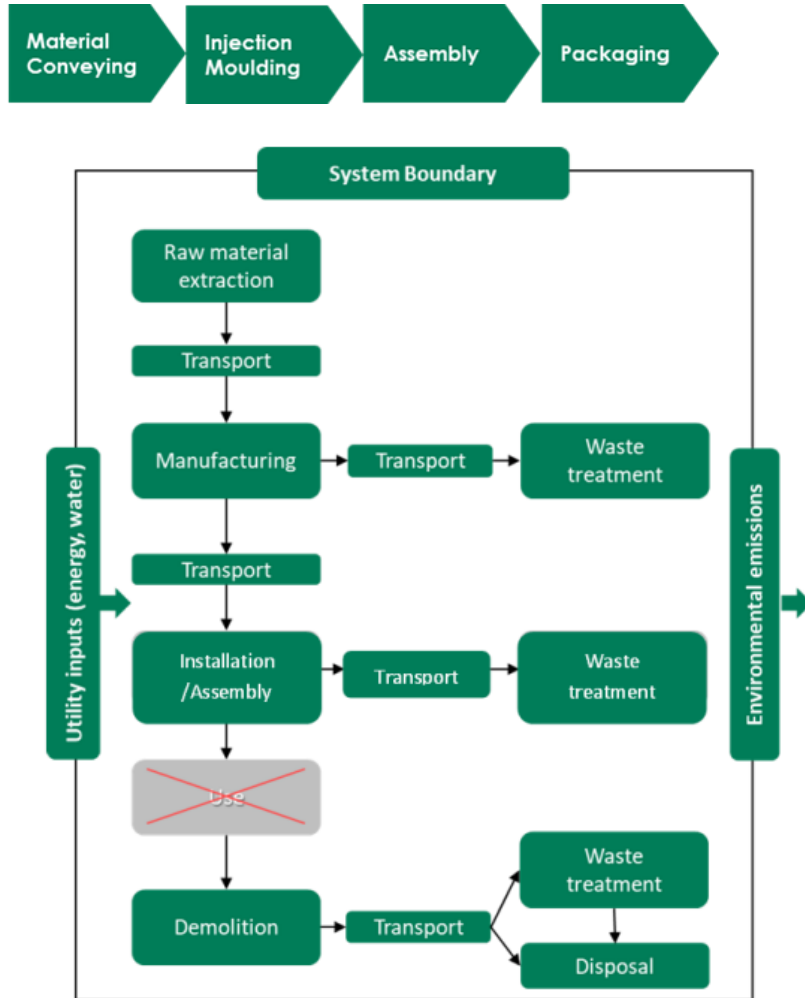 Material
Conveying
Injection
Moulding
Assembly
Packaging
System Boundary
Raw material
extraction
Transport
Manufacturing
Transport
Waste
treatment
Transport
Utility inputs (energy, water)
Environmental emissions
Installation
/Assembly
Transport
Waste
treatment
Use
Demolition
Transport
Waste
treatment
Disposal